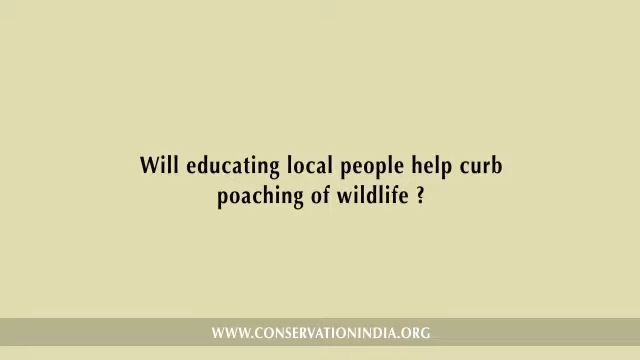 Will educating local people help curb
poaching of wildlife ?
WWW.CONSERVATIONINDIA.ORG